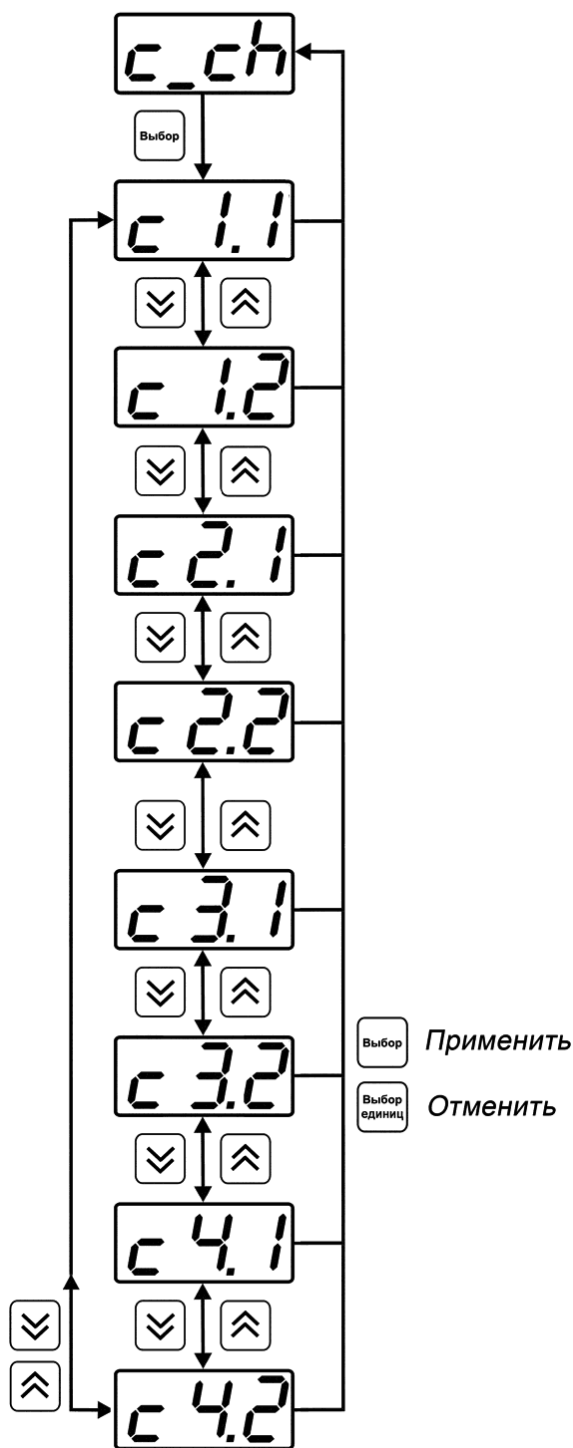 c_ch
Выбор
c 1.1
c 1.2
c 2.1
c 2.2
c 3.1
c 3.2
Выбор Применить
Выбор единиц Отменить
c 4.1
c 4.2